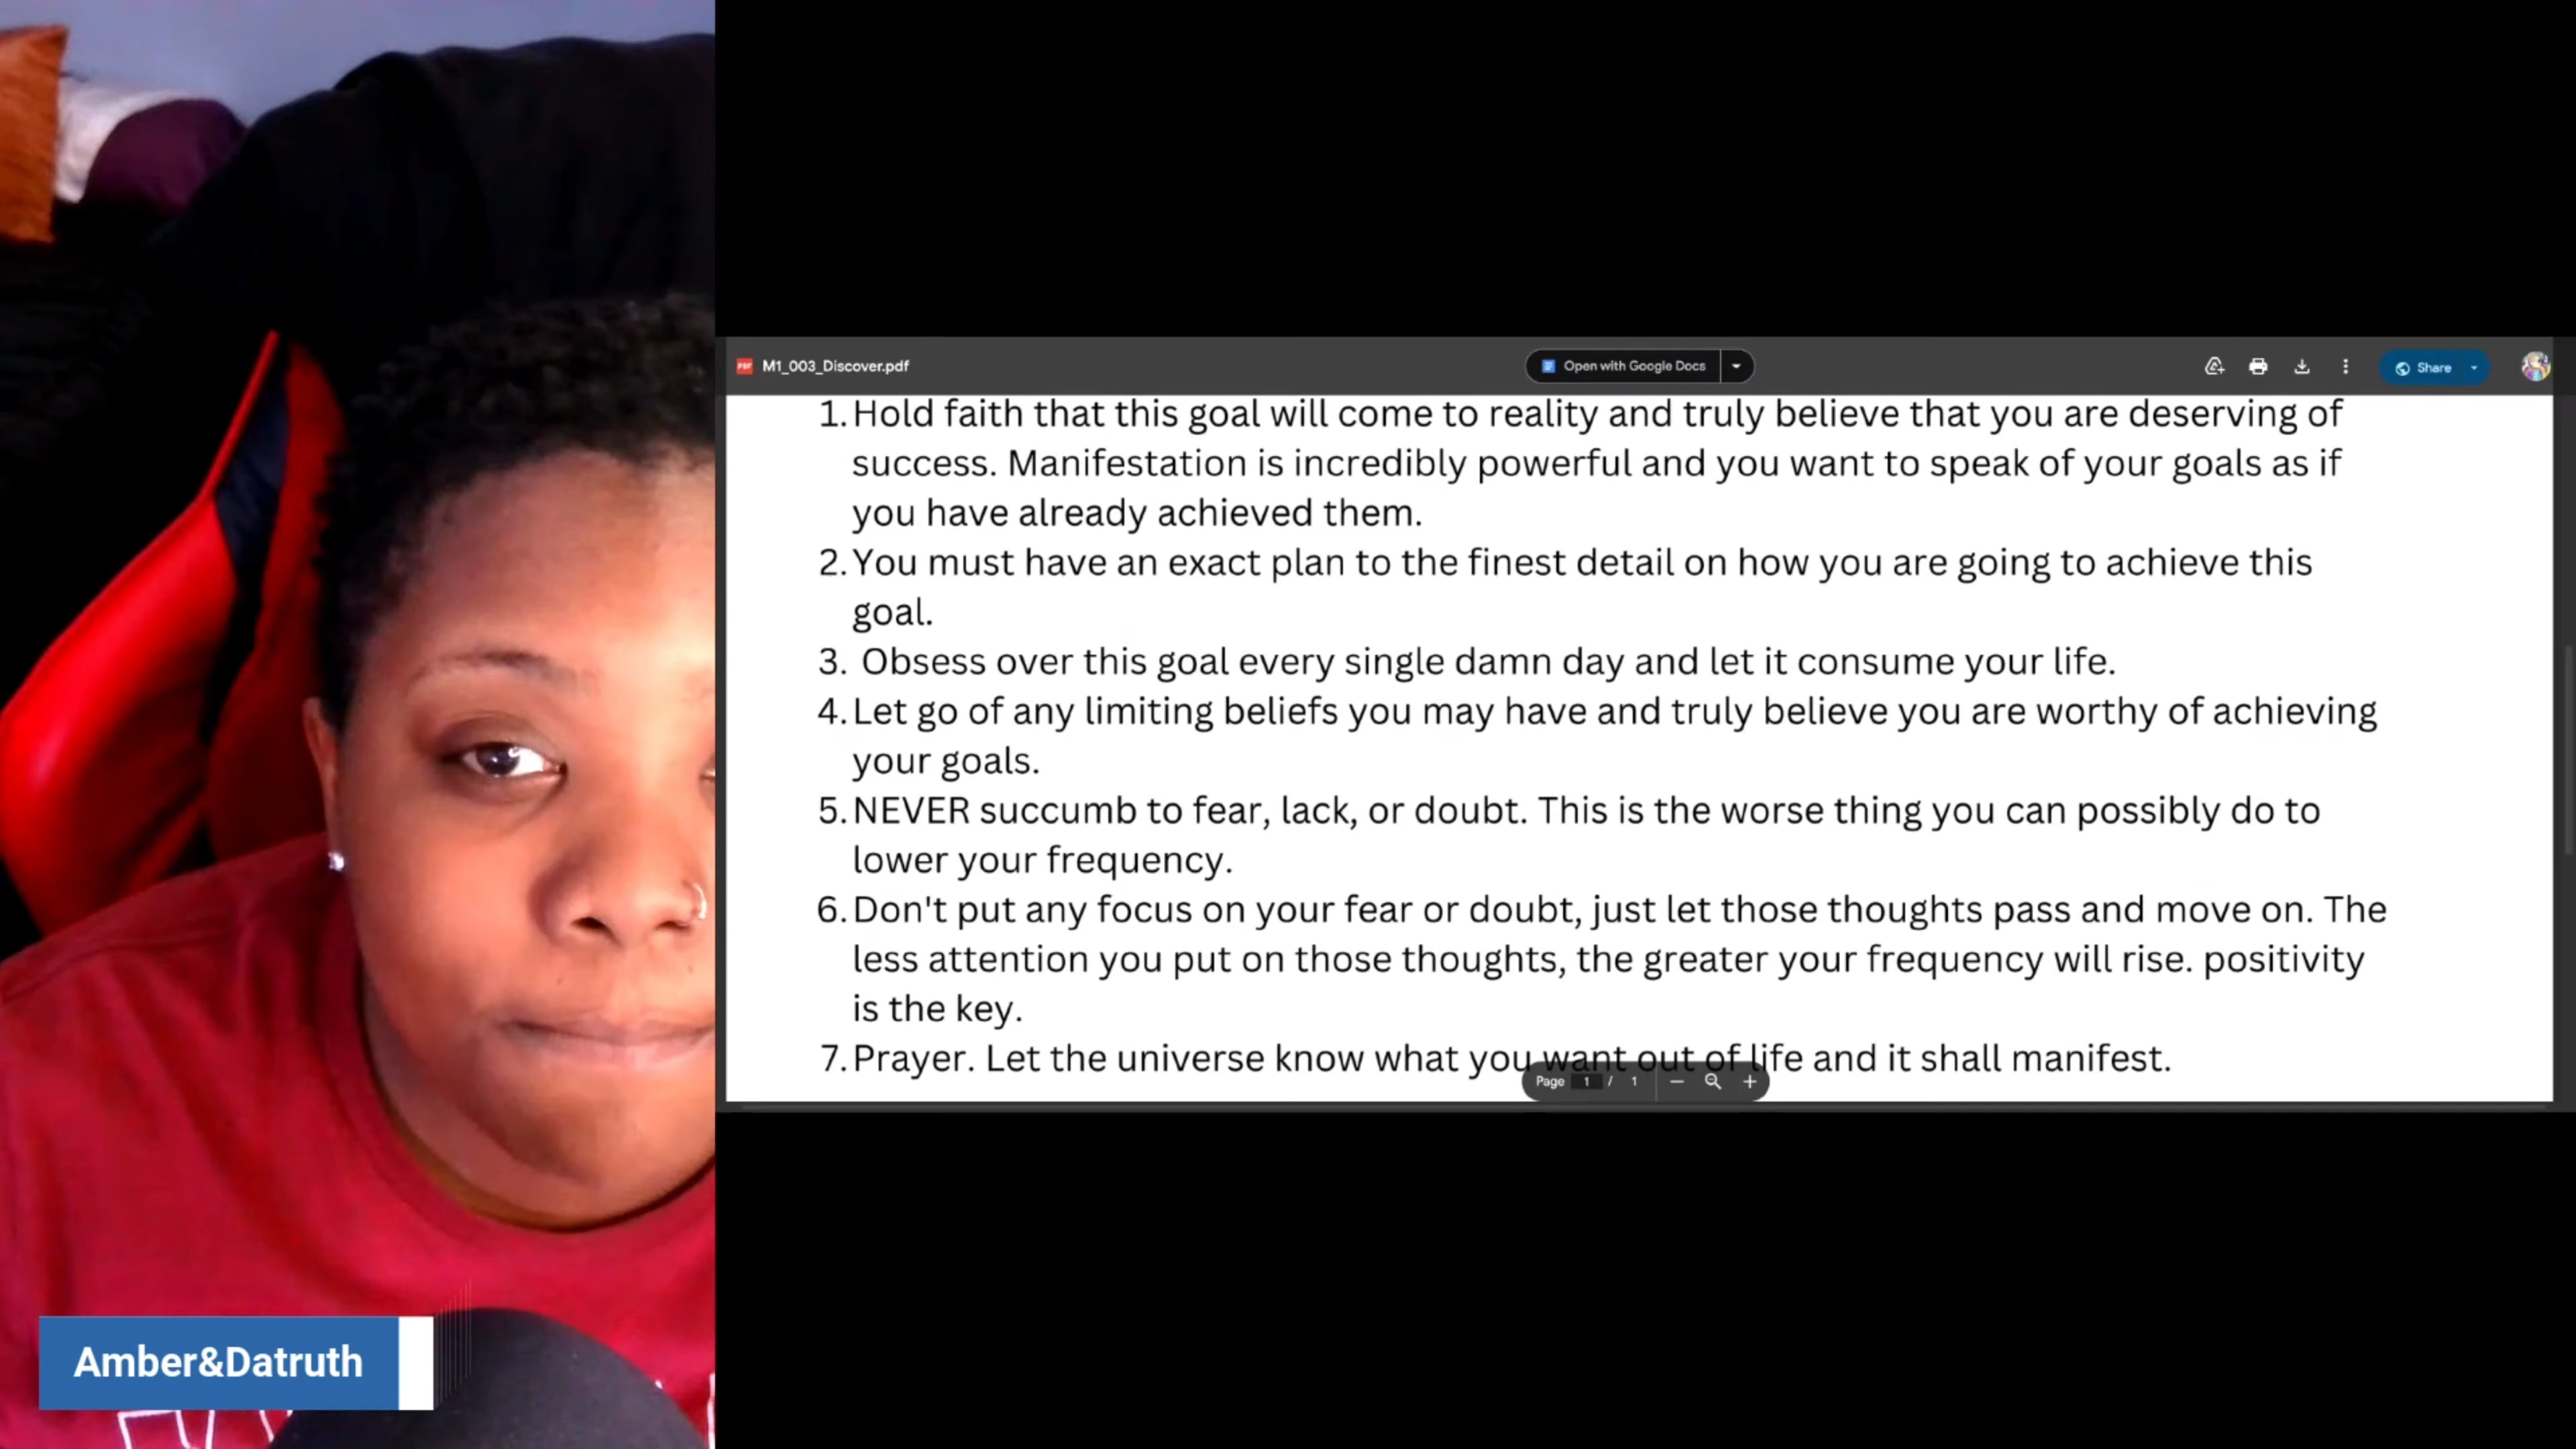 M1_003_Discover.pdf
Open with Google Docs
Share
1. Hold faith that this goal will come to reality and truly believe that you are deserving of
success. Manifestation is incredibly powerful and you want to speak of your goals as if
you have already achieved them.
2. You must have an exact plan to the finest detail on how you are going to achieve this
goal.
3. Obsess over this goal every single damn day and let it consume your life.
4. Let go of any limiting beliefs you may have and truly believe you are worthy of achieving
your goals.
5. NEVER succumb to fear, lack, or doubt. This is the worse thing you can possibly do to
lower your frequency.
6. Don't put any focus on your fear or doubt, just let those thoughts pass and move on. The
less attention you put on those thoughts, the greater your frequency will rise. positivity
is the key.
7. Prayer. Let the universe know what you want out of life and it shall manifest.
Page 1 / 1
Amber&Datruth